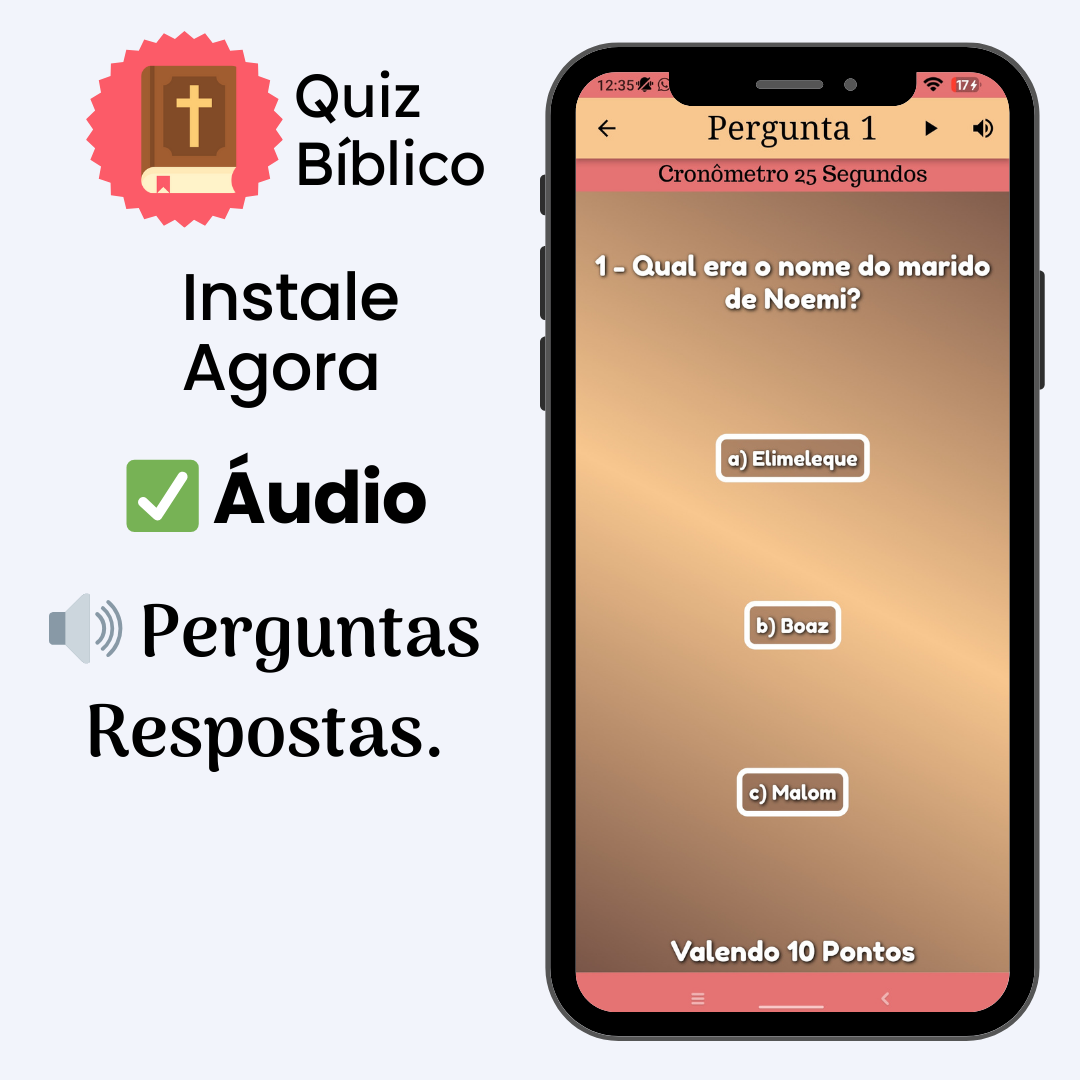 Quiz
Bíblico
Instale
Agora
Áudio
Perguntas
Respostas.
12:35
17
Pergunta 1
Cronômetro 25 Segundos
1 - Qual era o nome do marido
de Noemi?
a) Elimeleque
b) Boaz
c) Malom
Valendo 10 Pontos